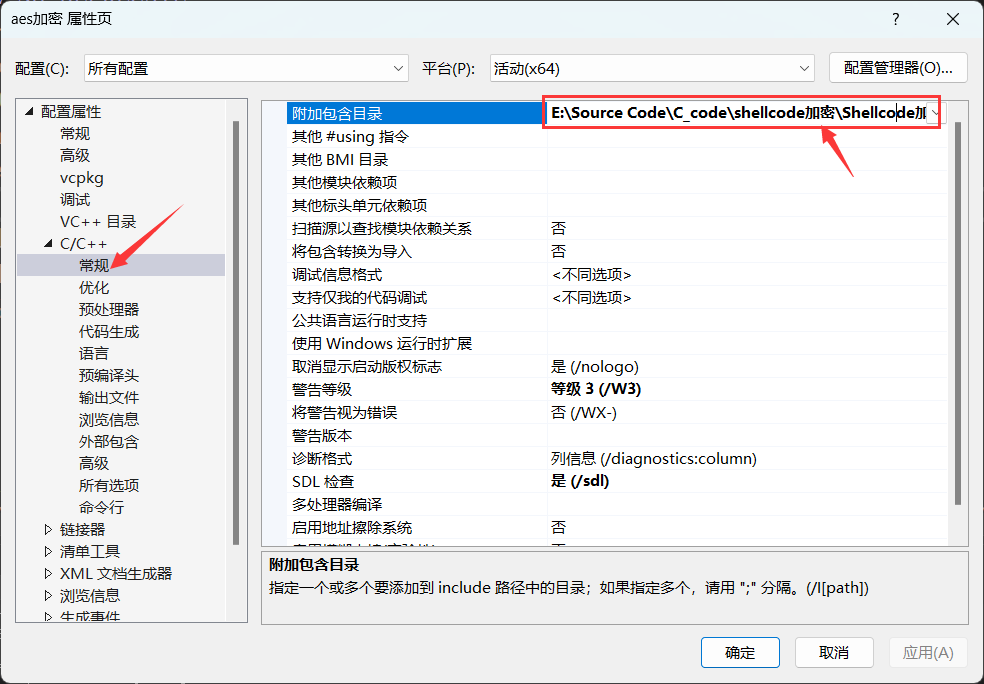 aes加密 属性页
配置(C): 所有配置 平台(P): 活动(x64) 配置管理器(O)...
配置属性
常规
高级
vcpkg
调试
VC++ 目录
C/C++
常规
优化
预处理器
代码生成
语言
预编译头
输出文件
浏览信息
外部包含
高级
所有选项
命令行
链接器
清单工具
XML 文档生成器
浏览信息
生成事件
附加包含目录 E:\Source Code\C_code\shellcode加密\Shellcode加
其他 #using 指令
其他 BMI 目录
其他模块依赖项
其他标头单元依赖项
扫描源以查找模块依赖关系 否
将包含转换为导入 否
调试信息格式 <不同选项>
支持仅我的代码调试 <不同选项>
公共语言运行时支持
使用 Windows 运行时扩展
取消显示启动版权标志 是 (/nologo)
警告等级 等级 3 (/W3)
将警告视为错误 否 (/WX-)
警告版本
诊断格式 列信息 (/diagnostics:column)
SDL 检查 是 (/sdl)
多处理器编译
启用地址擦除系统 否
附加包含目录
指定一个或多个要添加到 include 路径中的目录；如果指定多个，请用 ";" 分隔。(/I[path])
确定 取消 应用(A)